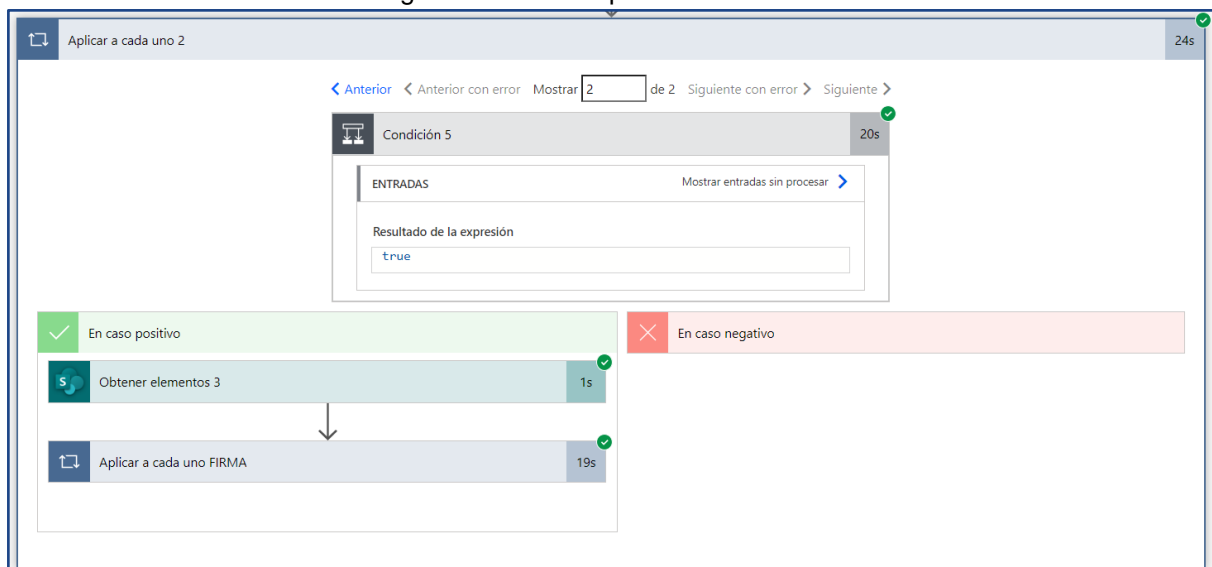 Aplicar a cada uno 2
24s
Anterior Anterior con error Mostrar 2 de 2 Siguiente con error Siguiente
Condición 5
20s
ENTRADAS
Mostrar entradas sin procesar
Resultado de la expresión
true
En caso positivo
En caso negativo
Obtener elementos 3
1s
Aplicar a cada uno FIRMA
19s